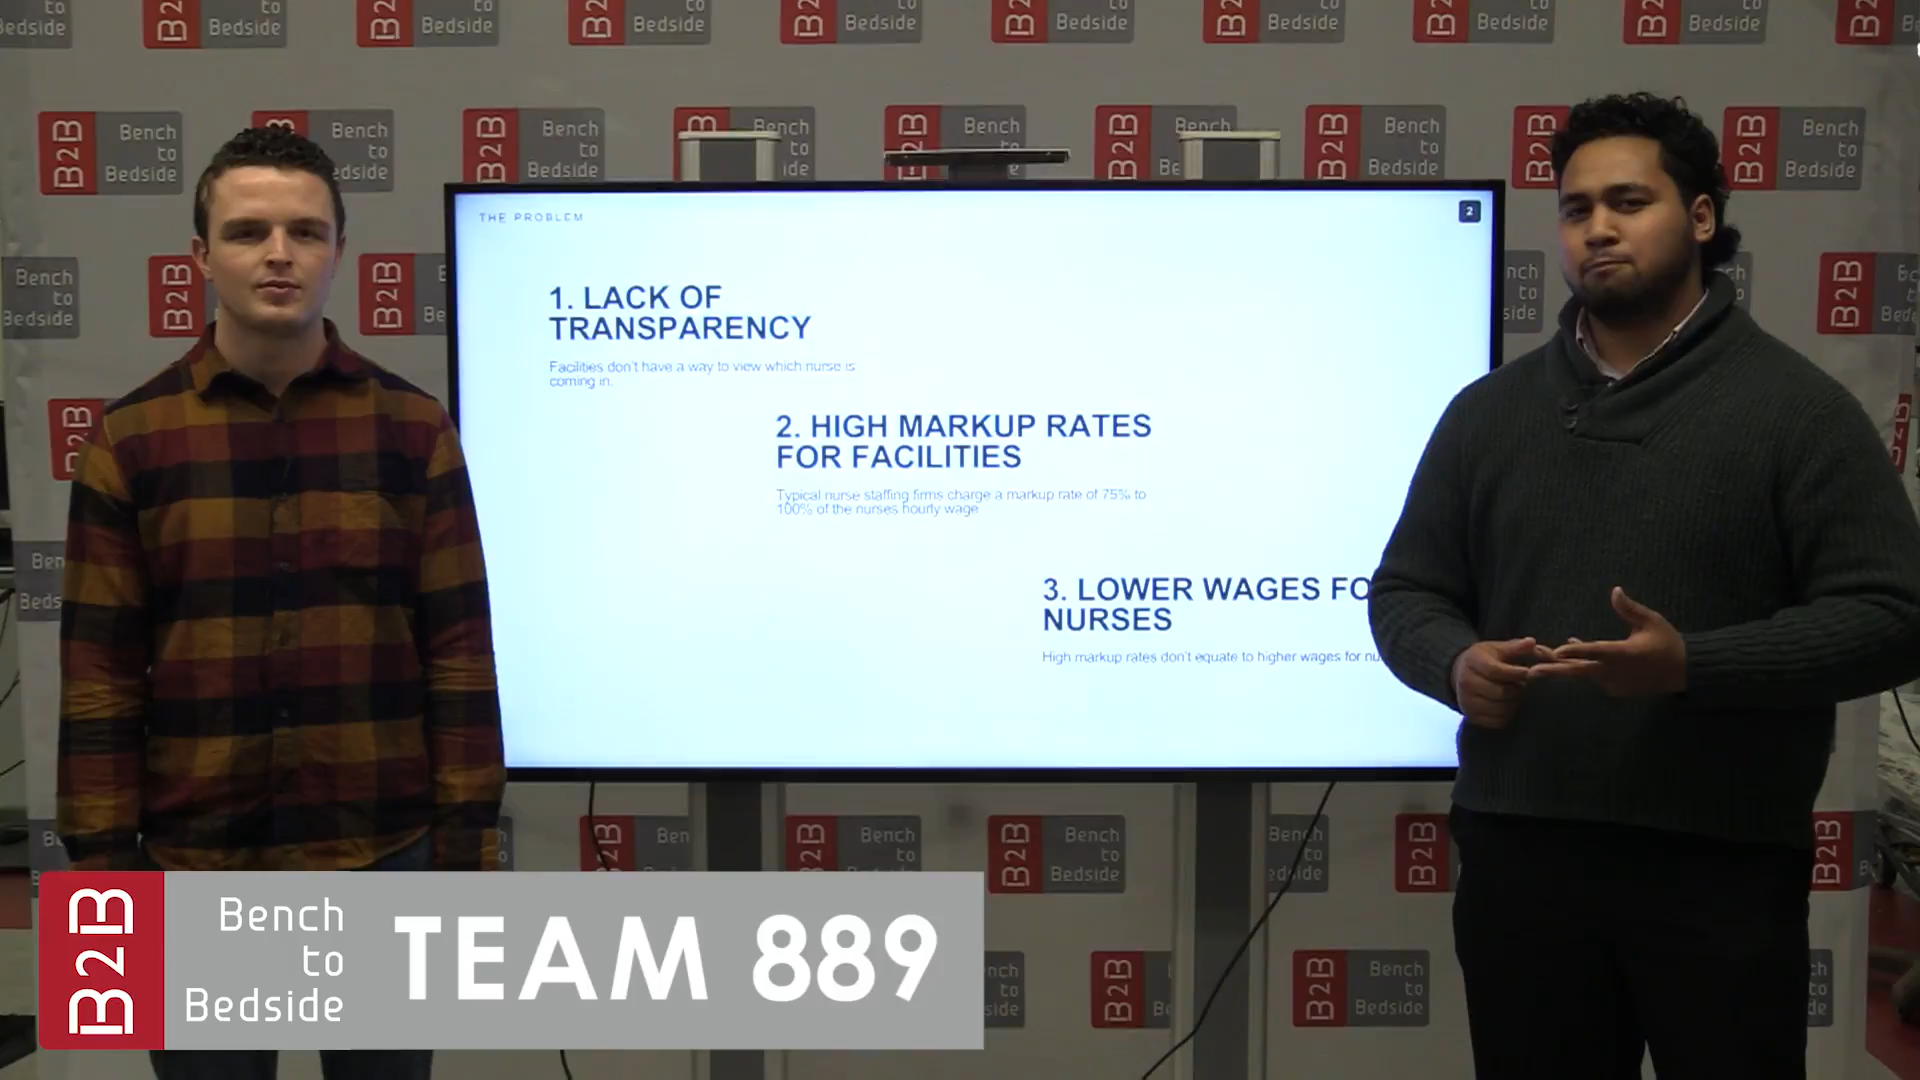 THE PROBLEM
2
1. LACK OF
TRANSPARENCY
Facilities don't have a way to view which nurse is
coming in.
2. HIGH MARKUP RATES
FOR FACILITIES
Typical nurse staffing firms charge a markup rate of 75% to
100% of the nurses hourly wage
3. LOWER WAGES FO
NURSES
High markup rates don't equate to higher wages for nu
B2B
Bench
to
Bedside
TEAM 889